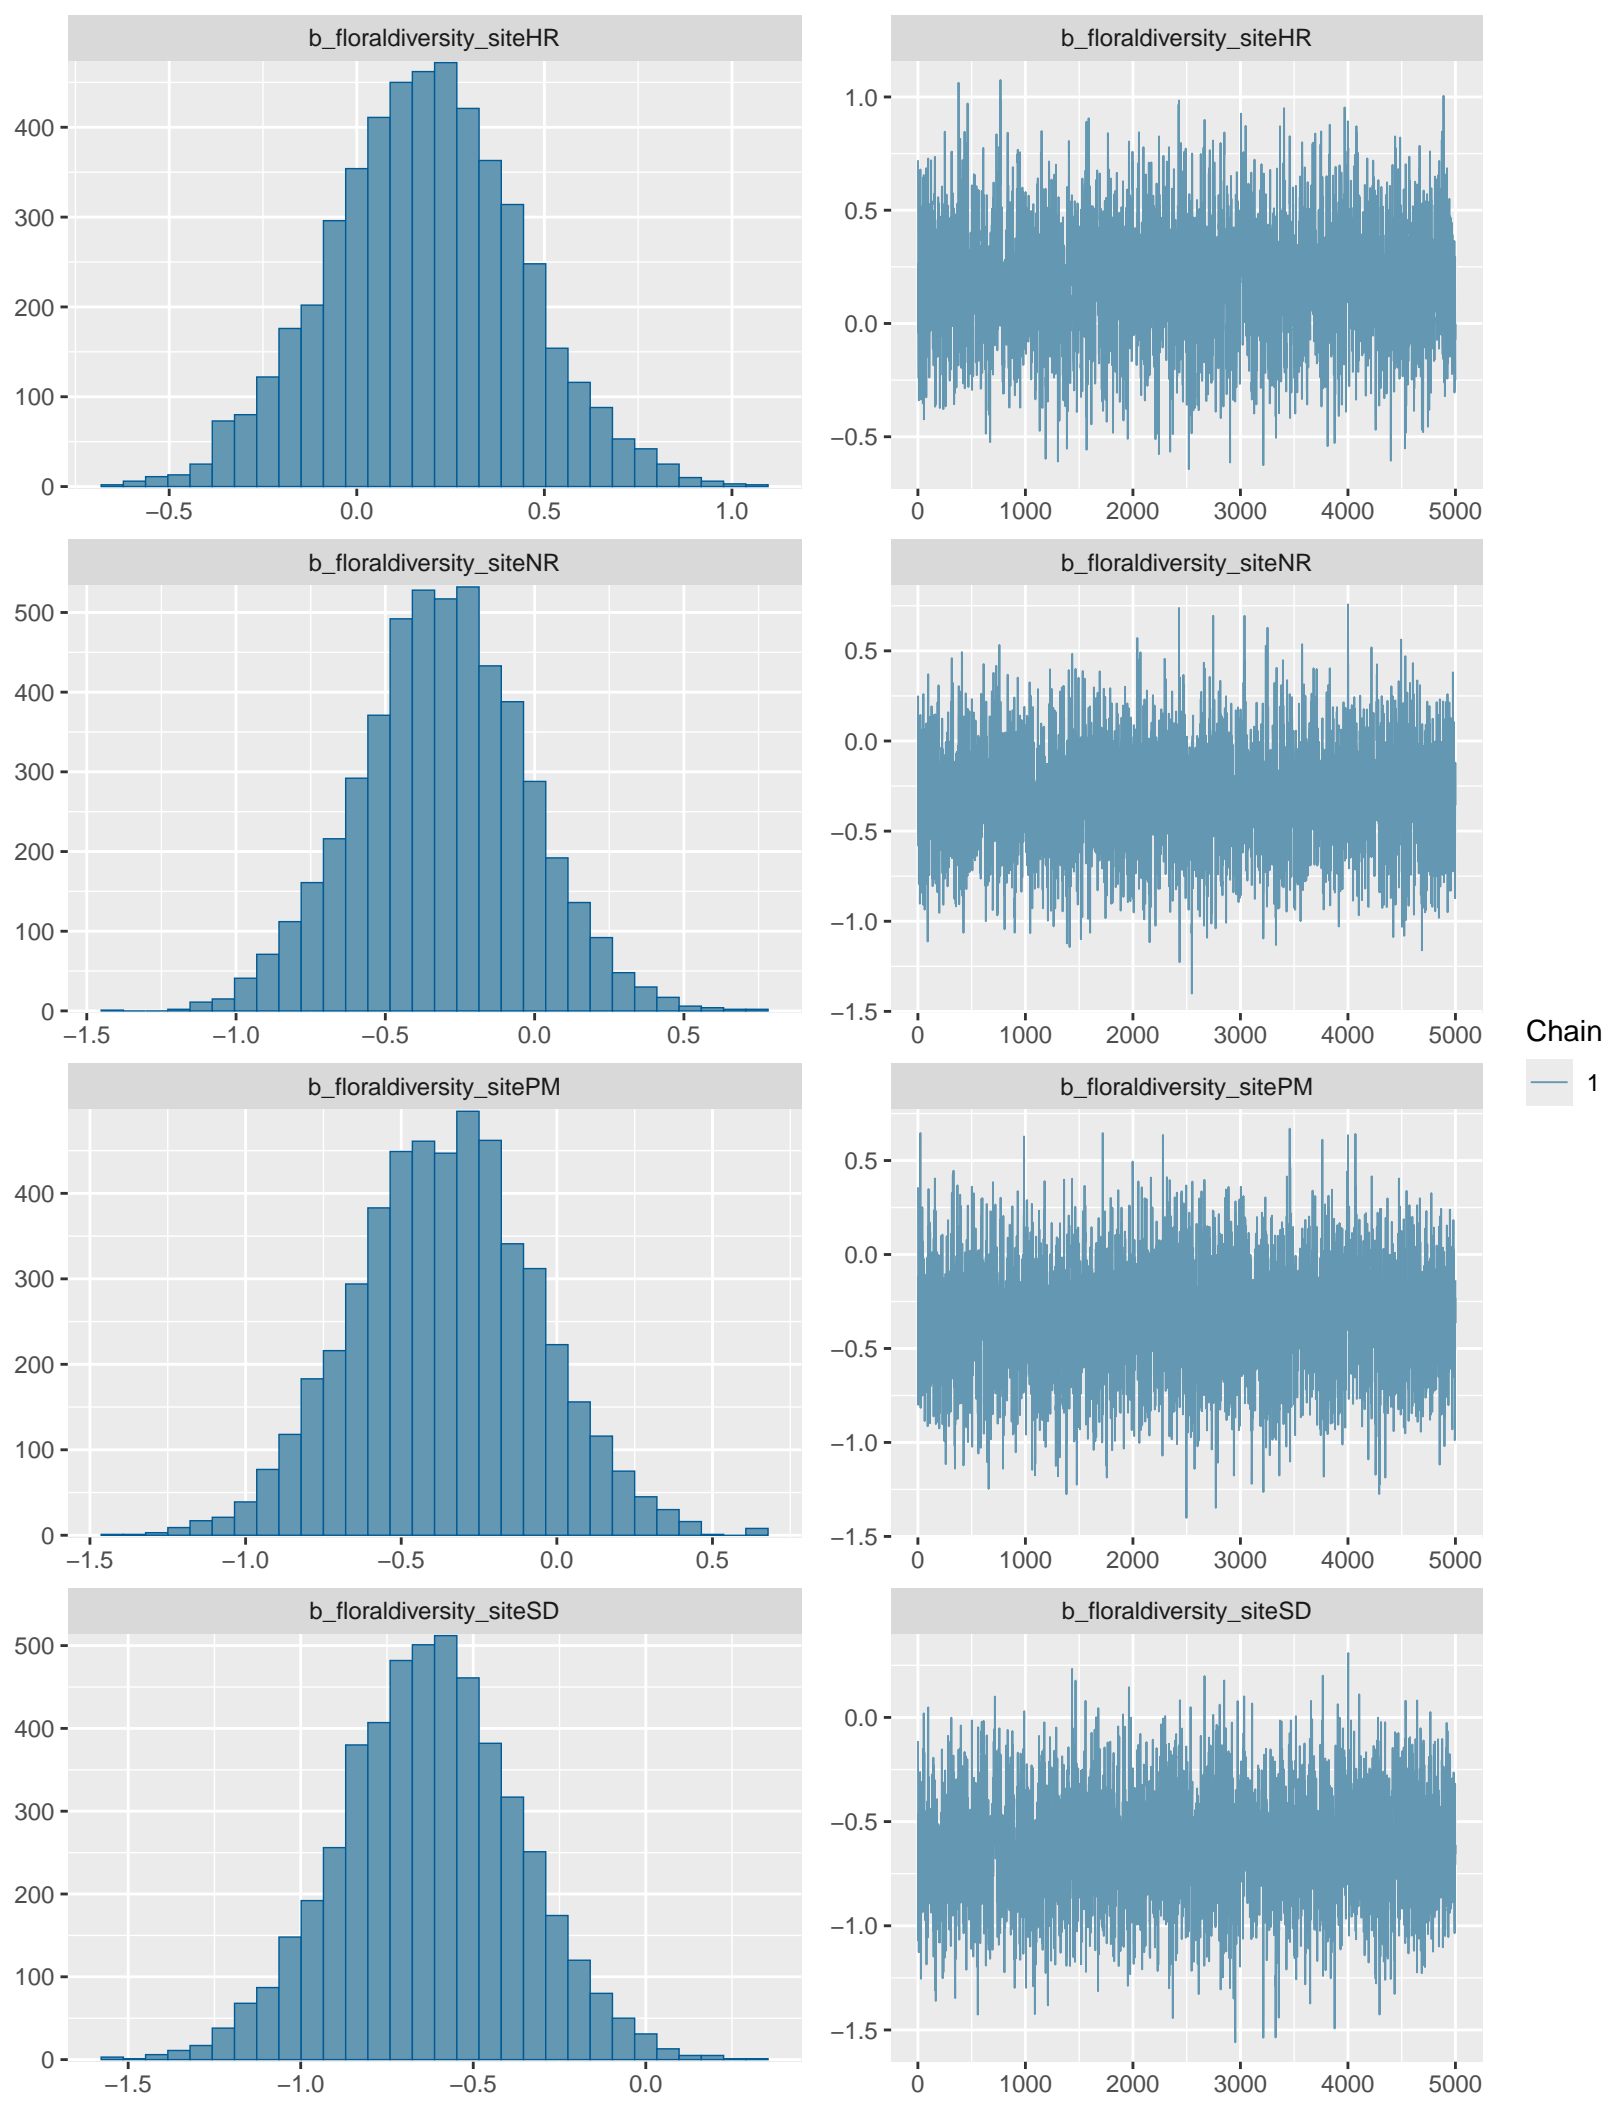 b_floraldiversity_siteHR
b_floraldiversity_siteHR
400
300
200
100
0
−0.5 0.0 0.5 1.0
1.0
0.5
0.0
−0.5
0 1000 2000 3000 4000 5000
b_floraldiversity_siteNR
b_floraldiversity_siteNR
500
400
300
200
100
0
−1.5 −1.0 −0.5 0.0 0.5
0.5
0.0
−0.5
−1.0
−1.5
0 1000 2000 3000 4000 5000
b_floraldiversity_sitePM
b_floraldiversity_sitePM
400
300
200
100
0
−1.5 −1.0 −0.5 0.0 0.5
0.5
0.0
−0.5
−1.0
−1.5
0 1000 2000 3000 4000 5000
b_floraldiversity_siteSD
b_floraldiversity_siteSD
500
400
300
200
100
0
−1.5 −1.0 −0.5 0.0
0.0
−0.5
−1.0
−1.5
0 1000 2000 3000 4000 5000
Chain
1